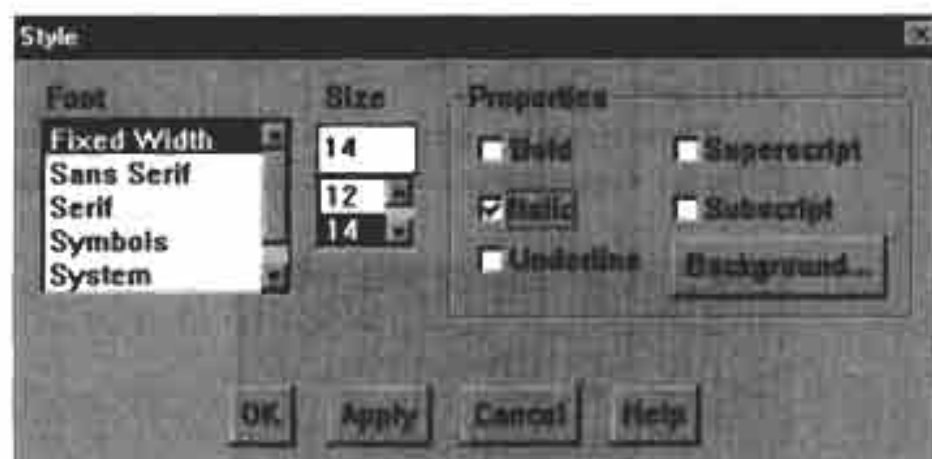 Style
Font
Fixed Width
Sans Serif
Serif
Symbols
System
Size
14
12
14
Properties
Bold
Italic
Underline
Superscript
Subscript
Background...
OK
Apply
Cancel
Help